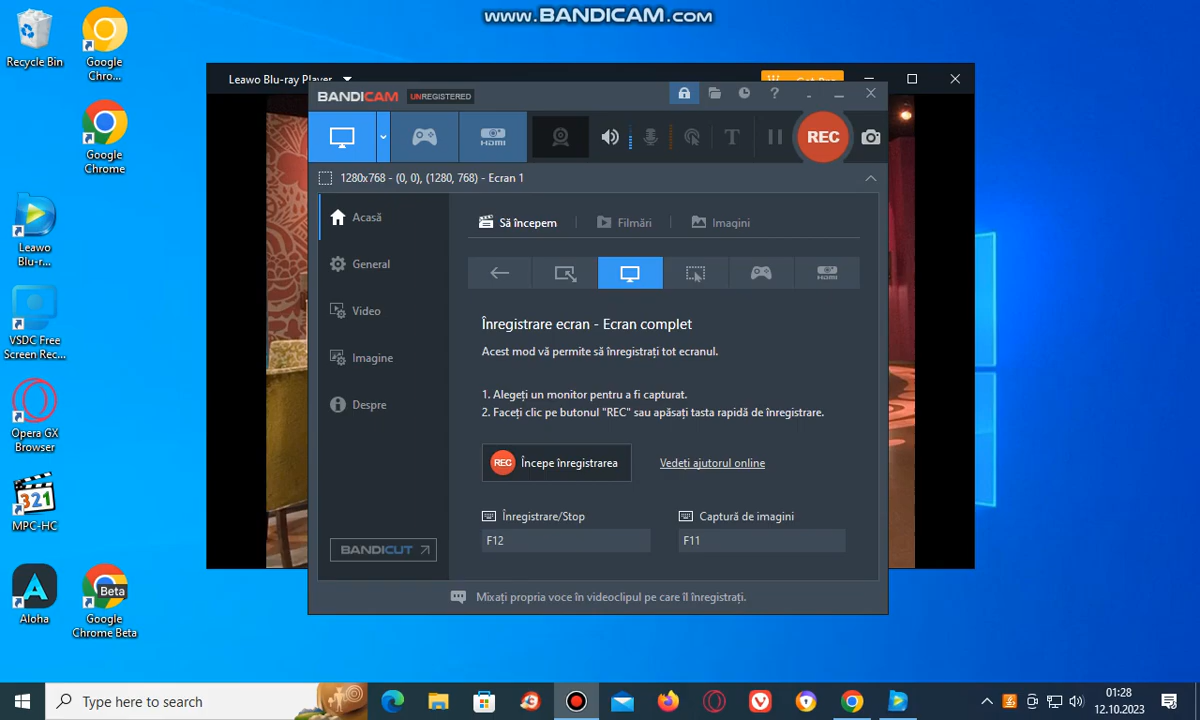 www.BANDICAM.com
Recycle Bin
Google
Chro...
Google
Chrome
Leawo
Blu-r...
VSDC Free
Screen Rec...
Opera GX
Browser
321
MPC-HC
Aloha
Beta
Google
Chrome Beta
Leawo Blu-ray Player
BANDICAM UNREGISTERED
?
HDMI
T
REC
1280x768 - (0, 0), (1280, 768) - Ecran 1
Acasă
General
Video
Imagine
Despre
BANDICUT
Să începem
Filmări
Imagini
HDMI
Înregistrare ecran - Ecran complet
Acest mod vă permite să înregistrați tot ecranul.
1. Alegeți un monitor pentru a fi capturat.
2. Faceți clic pe butonul "REC" sau apăsați tasta rapidă de înregistrare.
REC Începe înregistrarea
Vedeti ajutorul online
Înregistrare/Stop
Captură de imagini
F12
F11
Mixați propria voce în videoclipul pe care îl înregistrați.
Type here to search
01:28
12.10.2023